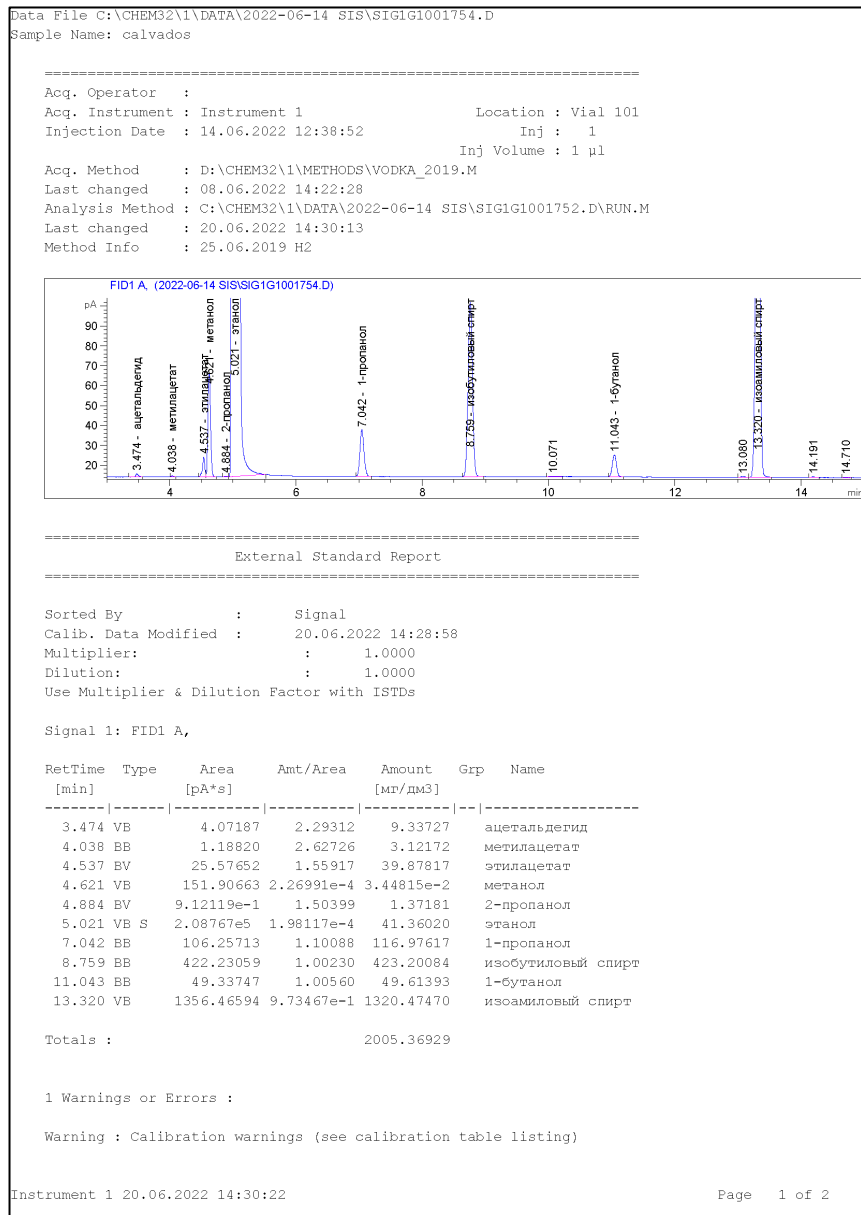 Data File C:\CHEM32\1\DATA\2022-06-14 SIS\SIG1G1001754.D
Sample Name: calvados
=====================================================================
Acq. Operator   :
Acq. Instrument : Instrument 1                    Location : Vial 101
Injection Date  : 14.06.2022 12:38:52                  Inj :   1
Inj Volume : 1 µl
Acq. Method     : D:\CHEM32\1\METHODS\VODKA_2019.M
Last changed    : 08.06.2022 14:22:28
Analysis Method : C:\CHEM32\1\DATA\2022-06-14 SIS\SIG1G1001752.D\RUN.M
Last changed    : 20.06.2022 14:30:13
Method Info     : 25.06.2019 H2
FID1 A, (2022-06-14 SIS\SIG1G1001754.D)
pA
90
80
70
60
50
40
30
20
3.474 - ацетальдегид
4.038 - метилацетат
4.537 - этилацетат
4.621 - метанол
4.884 - 2-пропанол
5.021 - этанол
7.042 - 1-пропанол
8.759 - изобутиловый спирт
10.071
11.043 - 1-бутанол
13.080
13.320 - изоамиловый спирт
14.191
14.710
4 6 8 10 12 14 min
=====================================================================
External Standard Report
=====================================================================
Sorted By             :      Signal
Calib. Data Modified  :      20.06.2022 14:28:58
Multiplier:                   :      1.0000
Dilution:                     :      1.0000
Use Multiplier & Dilution Factor with ISTDs
Signal 1: FID1 A,
RetTime  Type     Area     Amt/Area    Amount   Grp   Name
[min]            [pA*s]               [мг/дм3]
-------|------|----------|----------|----------|--|------------------
3.474 VB       4.07187    2.29312    9.33727    ацетальдегид
4.038 BB       1.18820    2.62726    3.12172    метилацетат
4.537 BV      25.57652    1.55917   39.87817    этилацетат
4.621 VB     151.90663 2.26991e-4 3.44815e-2    метанол
4.884 BV    9.12119e-1    1.50399    1.37181    2-пропанол
5.021 VB S   2.08767e5  1.98117e-4   41.36020    этанол
7.042 BB     106.25713    1.10088  116.97617    1-пропанол
8.759 BB     422.23059    1.00230  423.20084    изобутиловый спирт
11.043 BB      49.33747    1.00560   49.61393    1-бутанол
13.320 VB    1356.46594 9.73467e-1 1320.47470    изоамиловый спирт
Totals :                             2005.36929
1 Warnings or Errors :
Warning : Calibration warnings (see calibration table listing)
Instrument 1 20.06.2022 14:30:22                                                  Page   1 of 2